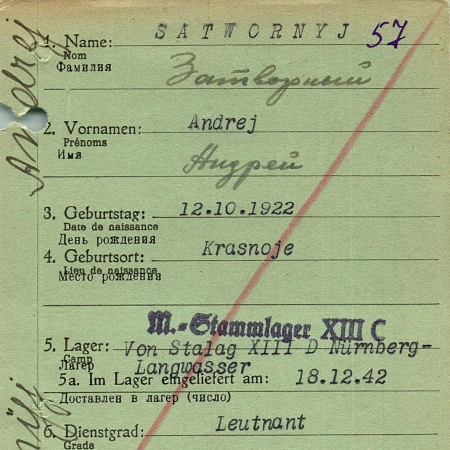 1. Name: SATWORNYJ 57
Nom
Фамилия Затворный
2. Vornamen: Andrej
Prénoms
Имя Андрей
3. Geburtstag: 12.10.1922
Date de naissance
День рождения
4. Geburtsort: Krasnoje
Lieu de naissance
Место рождения
M.-Stammlager XIII C
5. Lager: Von Stalag XIII D Nürnberg-
Camp
Лагерь Langwasser
5a. Im Lager eingeliefert am: 18.12.42
Доставлен в лагерь (число)
6. Dienstgrad: Leutnant
Grade
Andrej